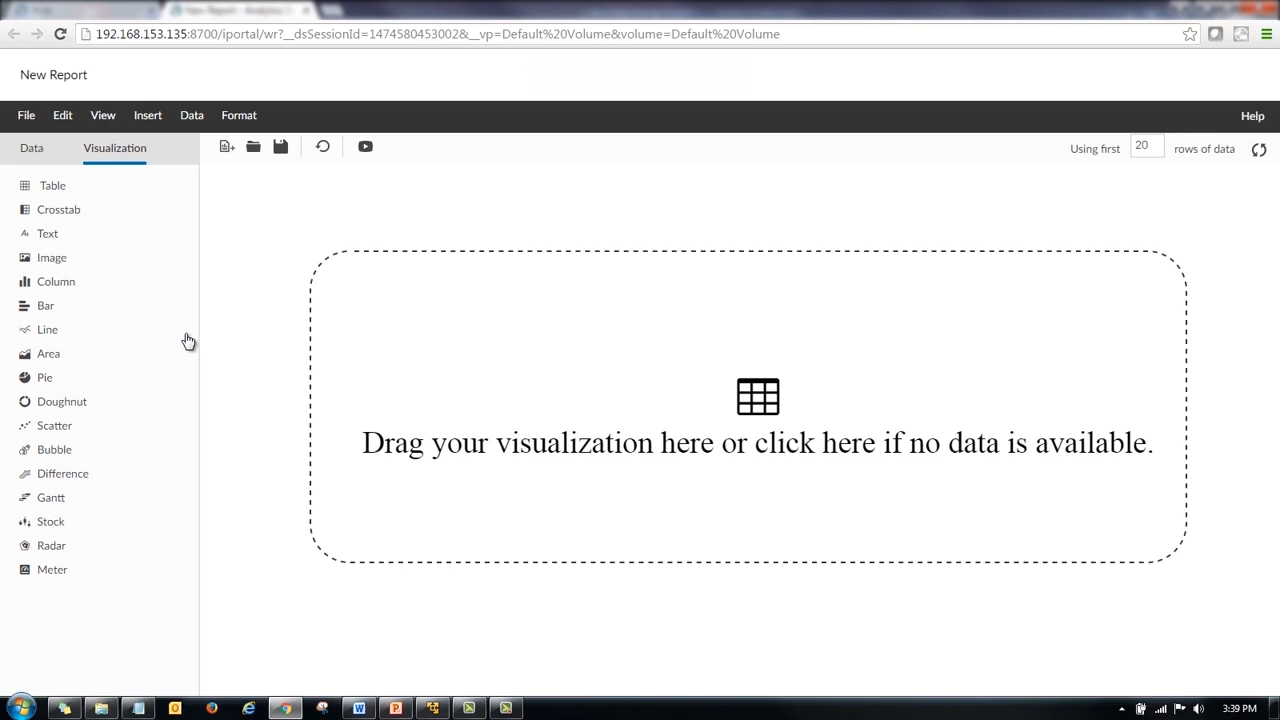 New Report - Analytics
192.168.153.135:8700/iportal/wr?__dsSessionId=1474580453002&__vp=Default%20Volume&volume=Default%20Volume
New Report
File Edit View Insert Data Format Help
Data Visualization
Using first 20 rows of data
Table
Crosstab
Text
Image
Column
Bar
Line
Area
Pie
Doughnut
Scatter
Bubble
Difference
Gantt
Stock
Radar
Meter
Drag your visualization here or click here if no data is available.
3:39 PM